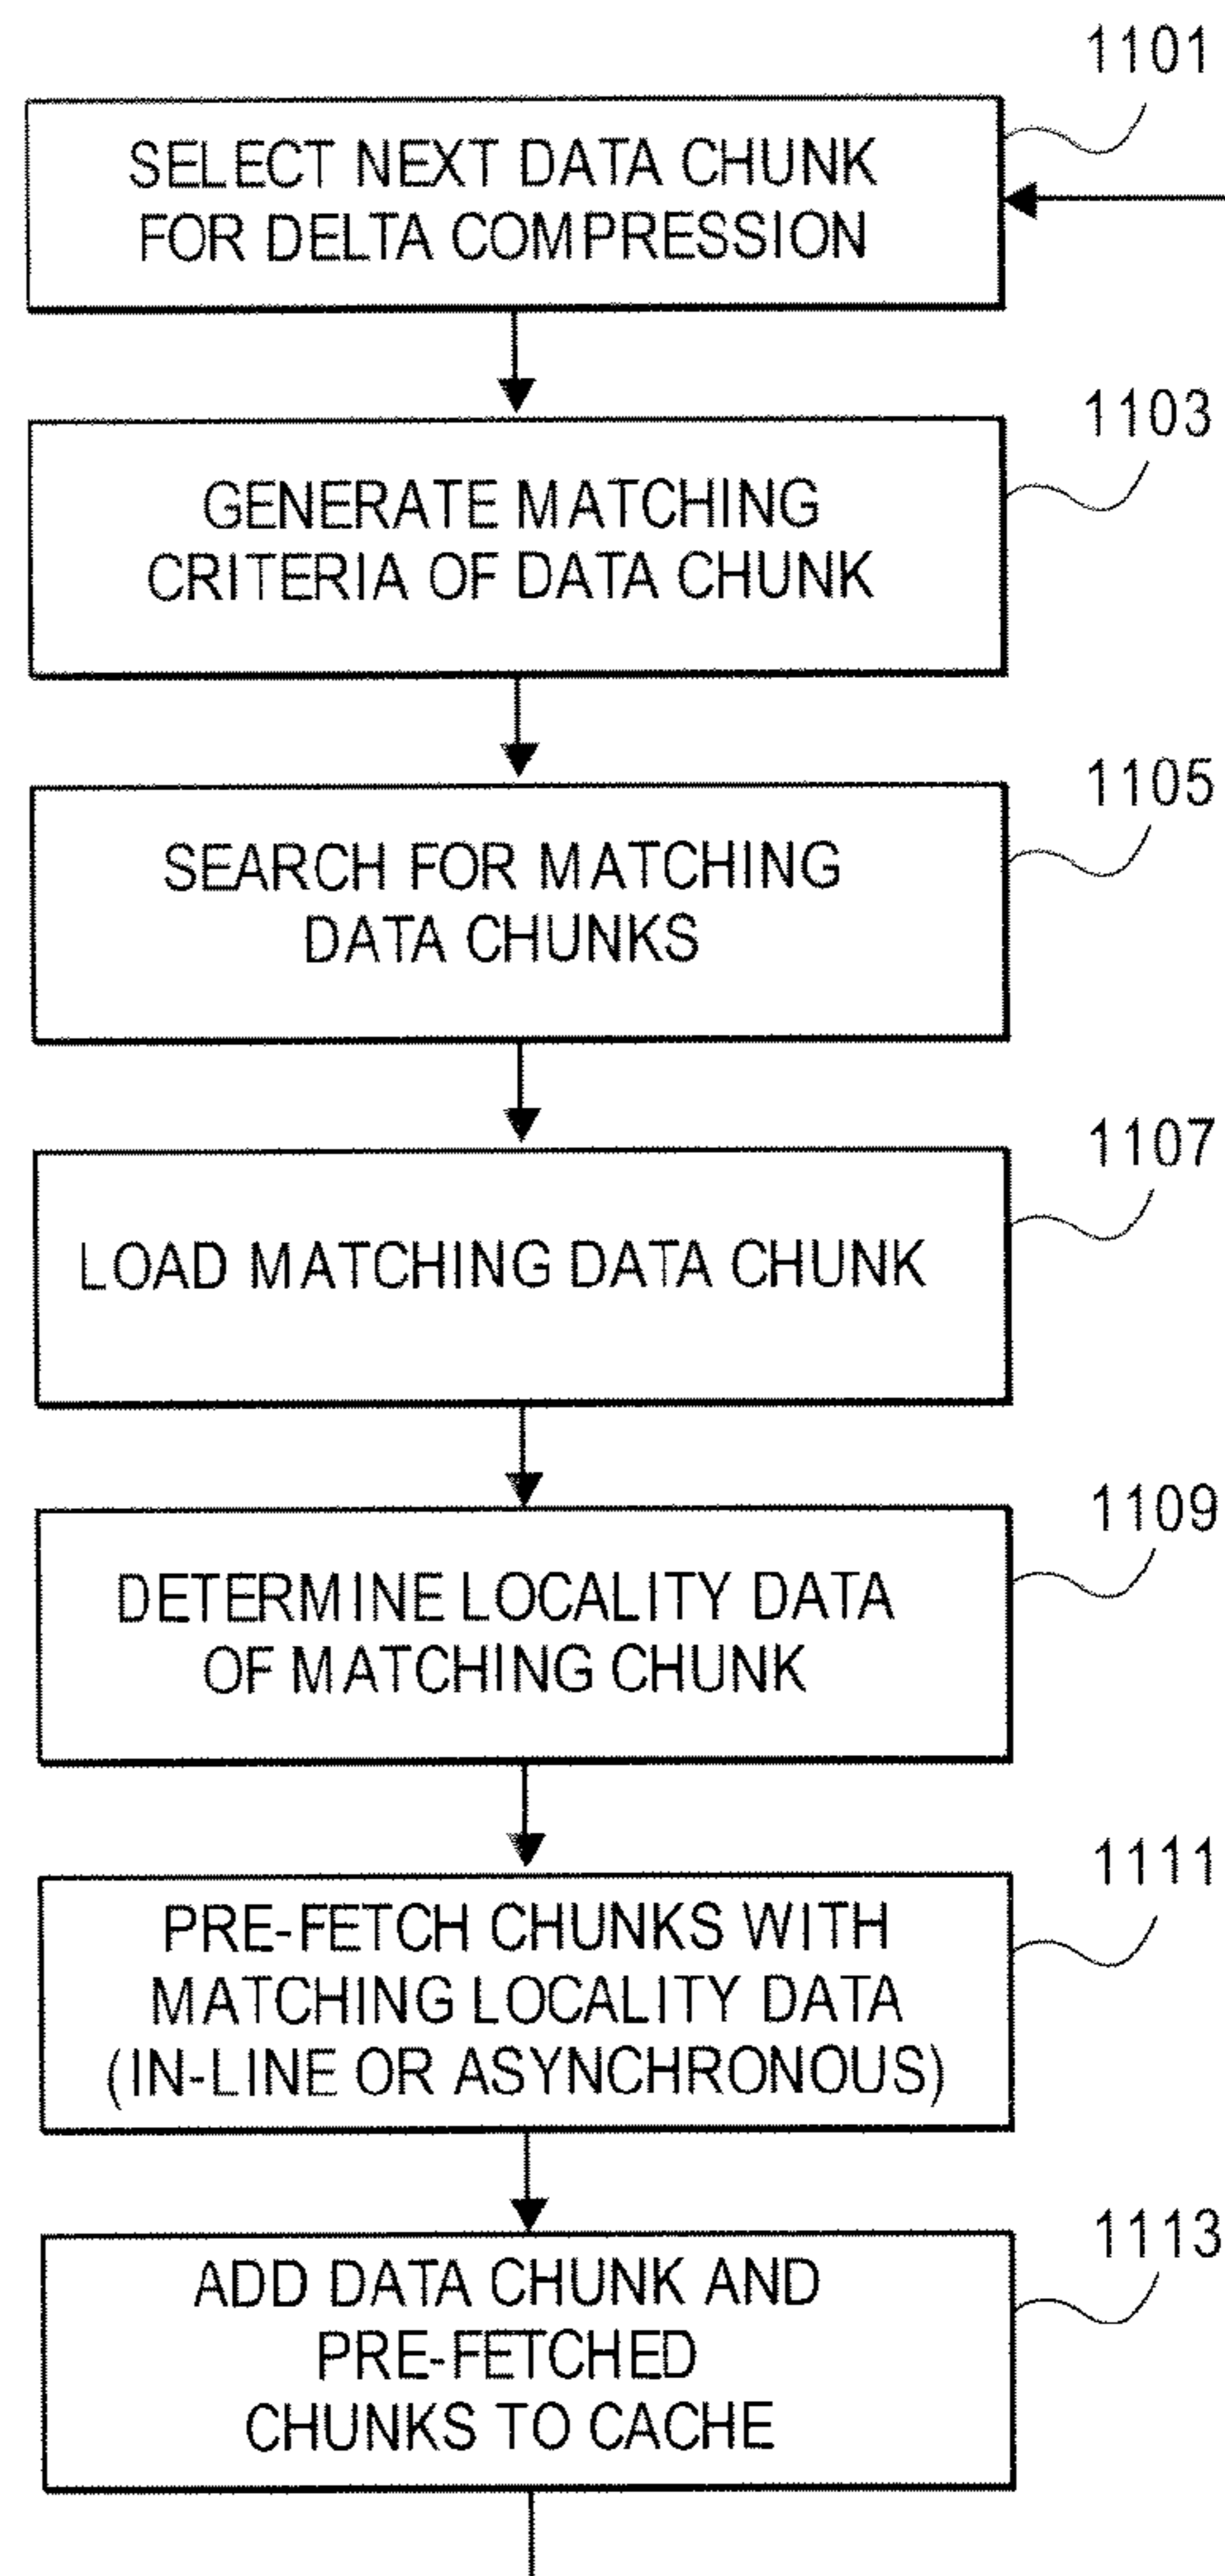 1101
SELECT NEXT DATA CHUNK
FOR DELTA COMPRESSION
1103
GENERATE MATCHING
CRITERIA OF DATA CHUNK
1105
SEARCH FOR MATCHING
DATA CHUNKS
1107
LOAD MATCHING DATA CHUNK
1109
DETERMINE LOCALITY DATA
OF MATCHING CHUNK
1111
PRE-FETCH CHUNKS WITH
MATCHING LOCALITY DATA
(IN-LINE OR ASYNCHRONOUS)
1113
ADD DATA CHUNK AND
PRE-FETCHED
CHUNKS TO CACHE